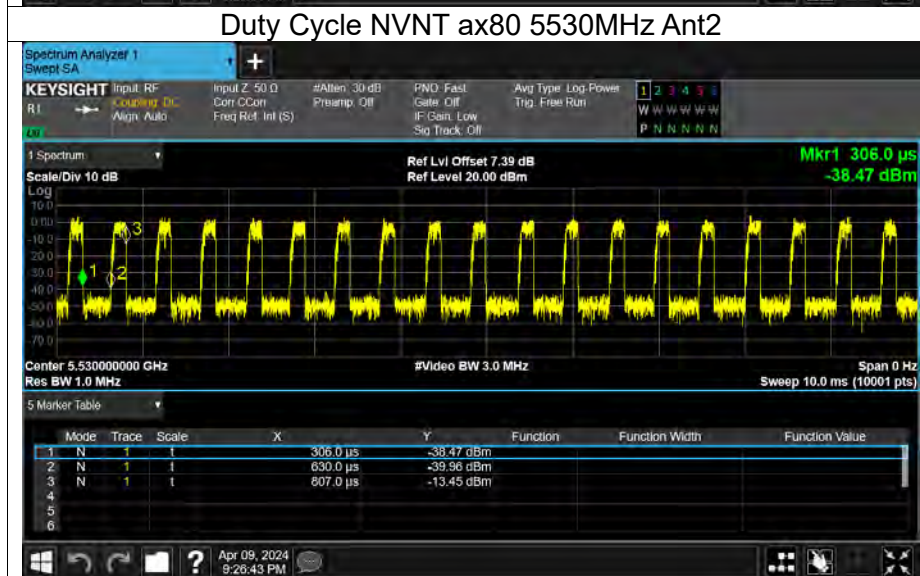 Duty Cycle NVNT ax80 5530MHz Ant2
Spectrum Analyzer 1
Swept SA
+
KEYSIGHT Input: RF Input Z: 50 Ω #Atten: 30 dB PNO: Fast Avg Type: Log-Power 1 2 3 4 5 6
RL Coupling: DC Corr CCorr Preamp: Off Gate: Off Trig: Free Run W W W W W W
Align: Auto Freq Ref: Int (S) IF Gain: Low
Sig Track: Off P N N N N N
1 Spectrum Ref Lvl Offset 7.39 dB Mkr1 306.0 µs
Scale/Div 10 dB Ref Level 20.00 dBm -38.47 dBm
Log
10.0
0.00
-10.0
-20.0
-30.0
-40.0
-50.0
-60.0
-70.0
1
2
3
Center 5.530000000 GHz #Video BW 3.0 MHz Span 0 Hz
Res BW 1.0 MHz Sweep 10.0 ms (10001 pts)
5 Marker Table
Mode Trace Scale X Y Function Function Width Function Value
1 N 1 t 306.0 µs -38.47 dBm
2 N 1 t 630.0 µs -39.96 dBm
3 N 1 t 807.0 µs -13.45 dBm
4
5
6
? Apr 09, 2024
9:26:43 PM